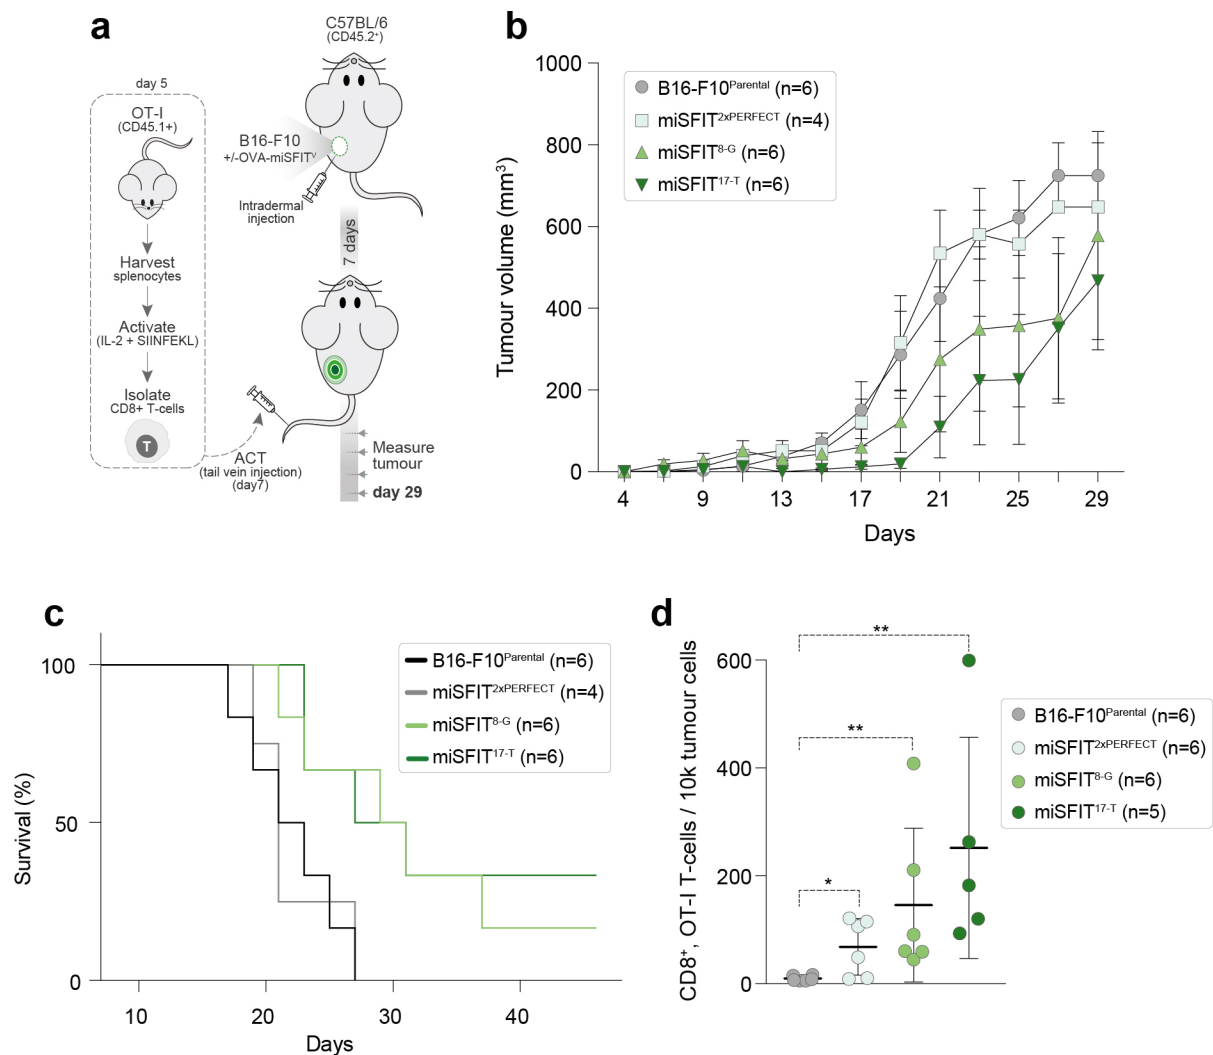 a
day 5
OT-I
(CD45.1+)
Harvest
splenocytes
Activate
(IL-2 + SIINFEKL)
Isolate
CD8+ T-cells
T
C57BL/6
(CD45.2⁺)
B16-F10
+/-OVA-miSFITⱽ
Intradermal
injection
7 days
ACT
(tail vein injection)
(day7)
Measure
tumour
day 29
b
Tumour volume (mm³)
1000
800
600
400
200
0
4
9
13
17
21
25
29
Days
B16-F10Parental (n=6)
miSFIT2xPERFECT (n=4)
miSFIT8-G (n=6)
miSFIT17-T (n=6)
c
Survival (%)
100
50
0
10
20
30
40
Days
B16-F10Parental (n=6)
miSFIT2xPERFECT (n=4)
miSFIT8-G (n=6)
miSFIT17-T (n=6)
d
CD8⁺, OT-I T-cells / 10k tumour cells
600
400
200
0
**
**
*
B16-F10Parental (n=6)
miSFIT2xPERFECT (n=6)
miSFIT8-G (n=6)
miSFIT17-T (n=5)